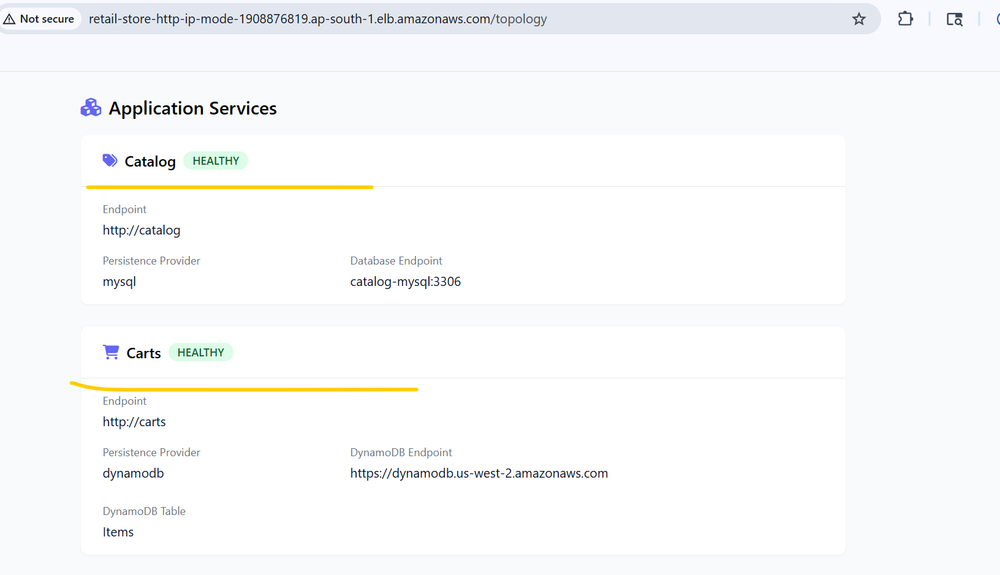 Not secure retail-store-http-ip-mode-1908876819.ap-south-1.elb.amazonaws.com/topology
Application Services
Catalog HEALTHY
Endpoint
http://catalog
Persistence Provider Database Endpoint
mysql catalog-mysql:3306
Carts HEALTHY
Endpoint
http://carts
Persistence Provider DynamoDB Endpoint
dynamodb https://dynamodb.us-west-2.amazonaws.com
DynamoDB Table
Items